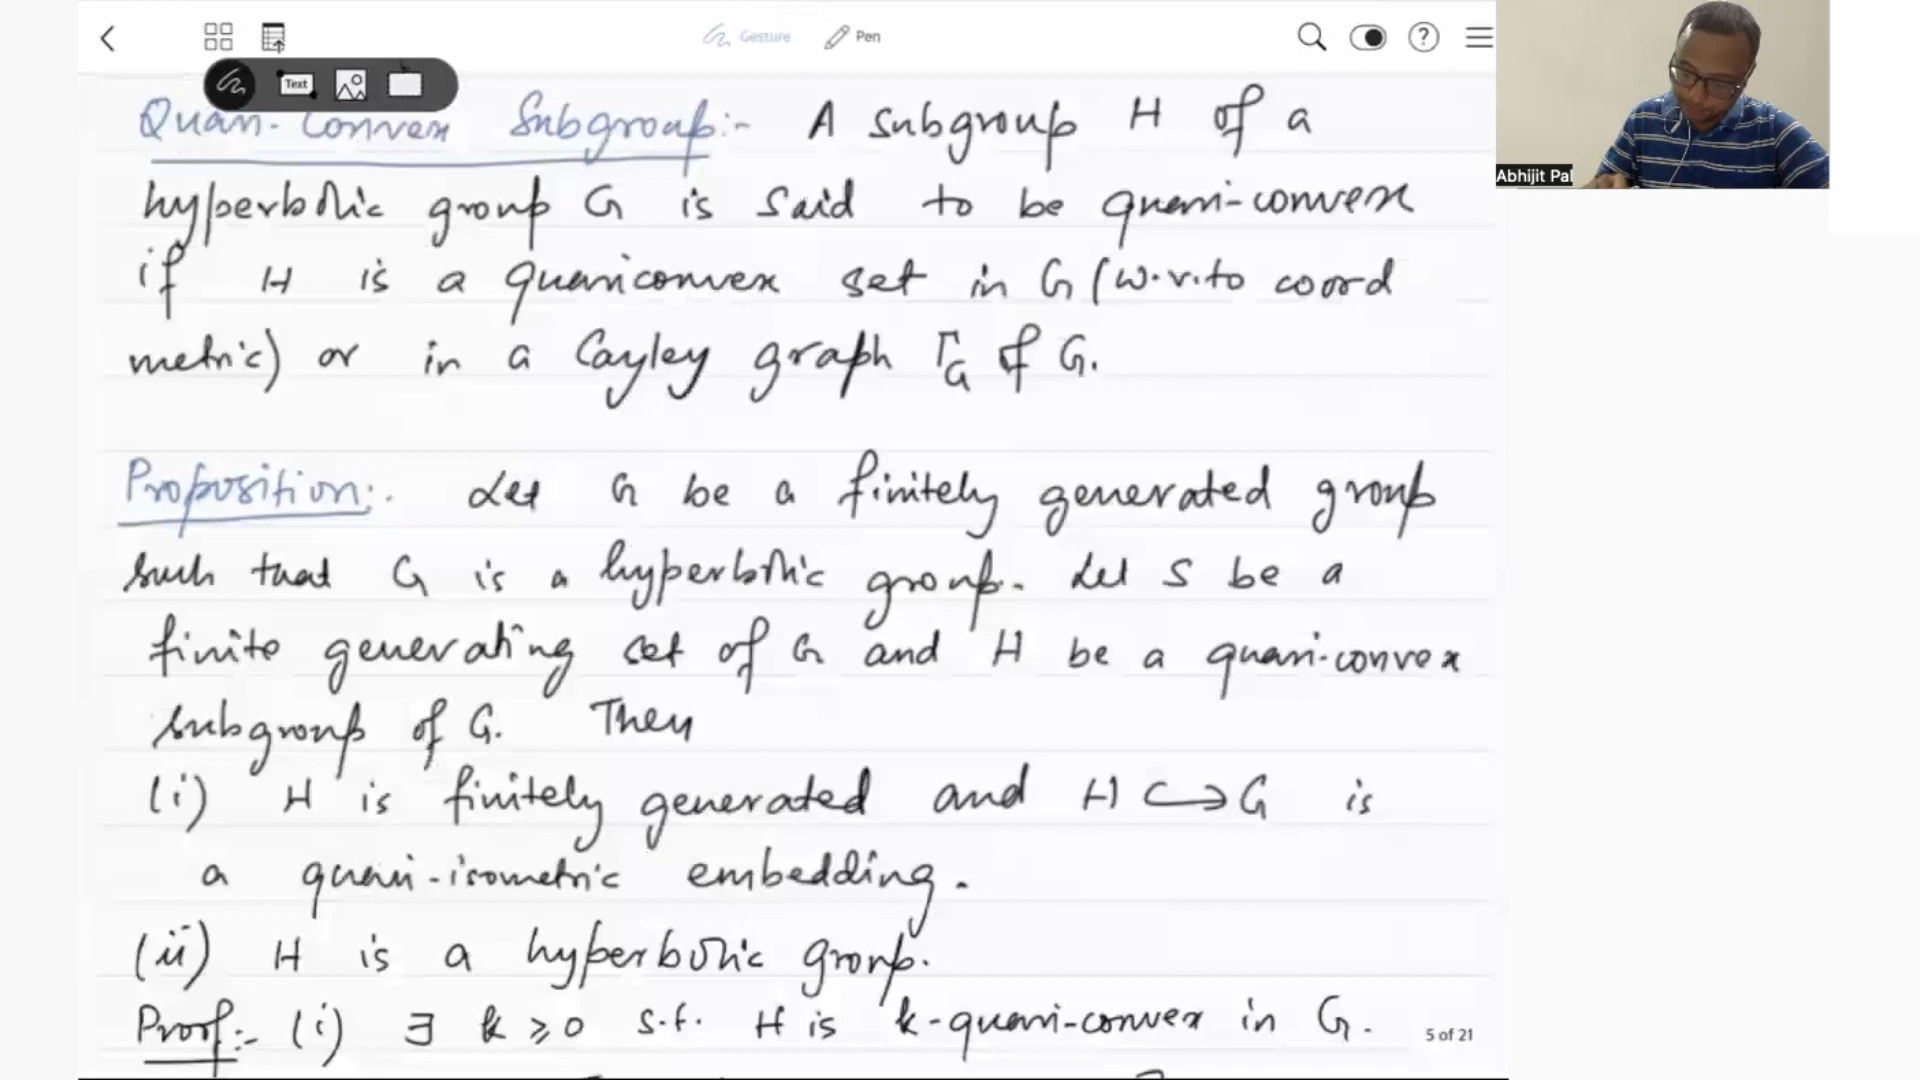 Gesture
Pen
Text
Abhijit Pal
Quasi-Convex Subgroup:- A subgroup H of a
hyperbolic group G is said to be quasi-convex
if H is a quasiconvex set in G (w.r.to coord
metric) or in a Cayley graph Γ_G of G.
Proposition:- Let G be a finitely generated group
such that G is a hyperbolic group. Let S be a
finite generating set of G and H be a quasi-convex
subgroup of G. Then
(i) H is finitely generated and H ↪ G is
a quasi-isometric embedding.
(ii) H is a hyperbolic group.
Proof:- (i) ∃ k ≥ 0 s.t. H is k-quasi-convex in G.
5 of 21